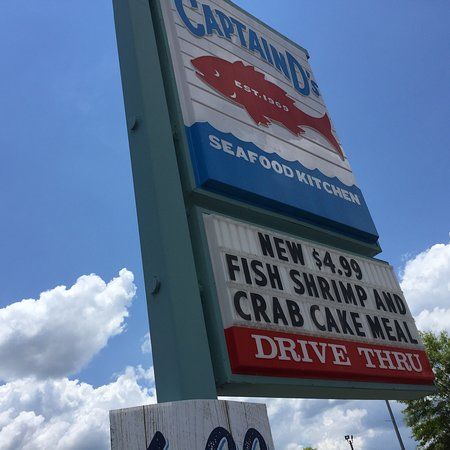 CAPTAIN D's
EST. 1969
SEAFOOD KITCHEN
NEW $4.99
FISH SHRIMP AND
CRAB CAKE MEAL
DRIVE THRU